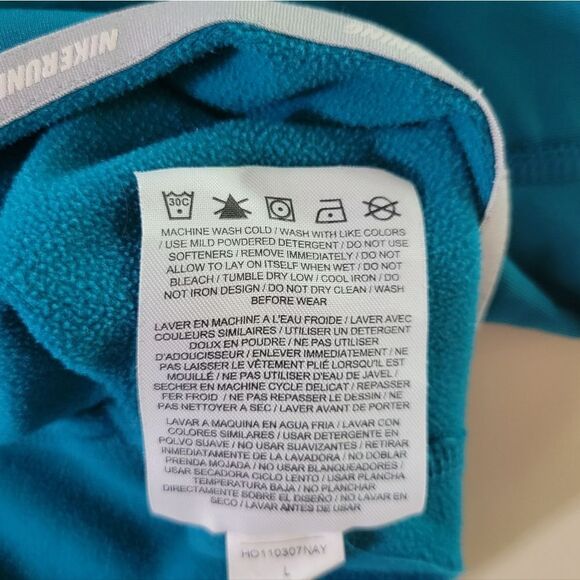 NIKERUN
30C
MACHINE WASH COLD / WASH WITH LIKE COLORS
/ USE MILD POWDERED DETERGENT / DO NOT USE
SOFTENERS / REMOVE IMMEDIATELY / DO NOT
ALLOW TO LAY ON ITSELF WHEN WET / DO NOT
BLEACH / TUMBLE DRY LOW / COOL IRON / DO
NOT IRON DESIGN / DO NOT DRY CLEAN / WASH
BEFORE WEAR
LAVER EN MACHINE A L'EAU FROIDE / LAVER AVEC
COULEURS SIMILAIRES / UTILISER UN DETERGENT
DOUX EN POUDRE / NE PAS UTILISER
D'ADOUCISSEUR / ENLEVER IMMÉDIATEMENT / NE
PAS LAISSER LE VÊTEMENT PLIÉ LORSQU'IL EST
MOUILLÉ / NE PAS UTILISER D'EAU DE JAVEL /
SECHER EN MACHINE CYCLE DELICAT / REPASSER
FER FROID / NE PAS REPASSER LE DESSIN / NE
PAS NETTOYER A SEC / LAVER AVANT DE PORTER
LAVAR A MAQUINA EN AGUA FRIA / LAVAR CON
COLORES SIMILARES / USAR DETERGENTE EN
POLVO SUAVE / NO USAR SUAVIZANTES / RETIRAR
INMEDIATAMENTE DE LA LAVADORA / NO DOBLAR
PRENDA MOJADA / NO USAR BLANQUEADORES /
USAR SECADORA CICLO LENTO / USAR PLANCHA
TEMPERATURA BAJA / NO PLANCHAR
DIRECTAMENTE SOBRE EL DISEÑO / NO LAVAR EN
SECO / LAVAR ANTES DE USAR
HO110307NAY
L